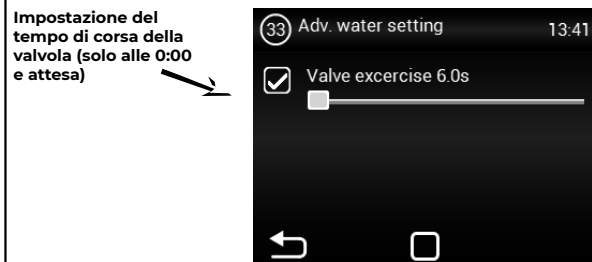 Impostazione del
tempo di corsa della
valvola (solo alle 0:00
e attesa)
33 Adv. water setting 13:41
Valve excercise 6.0s